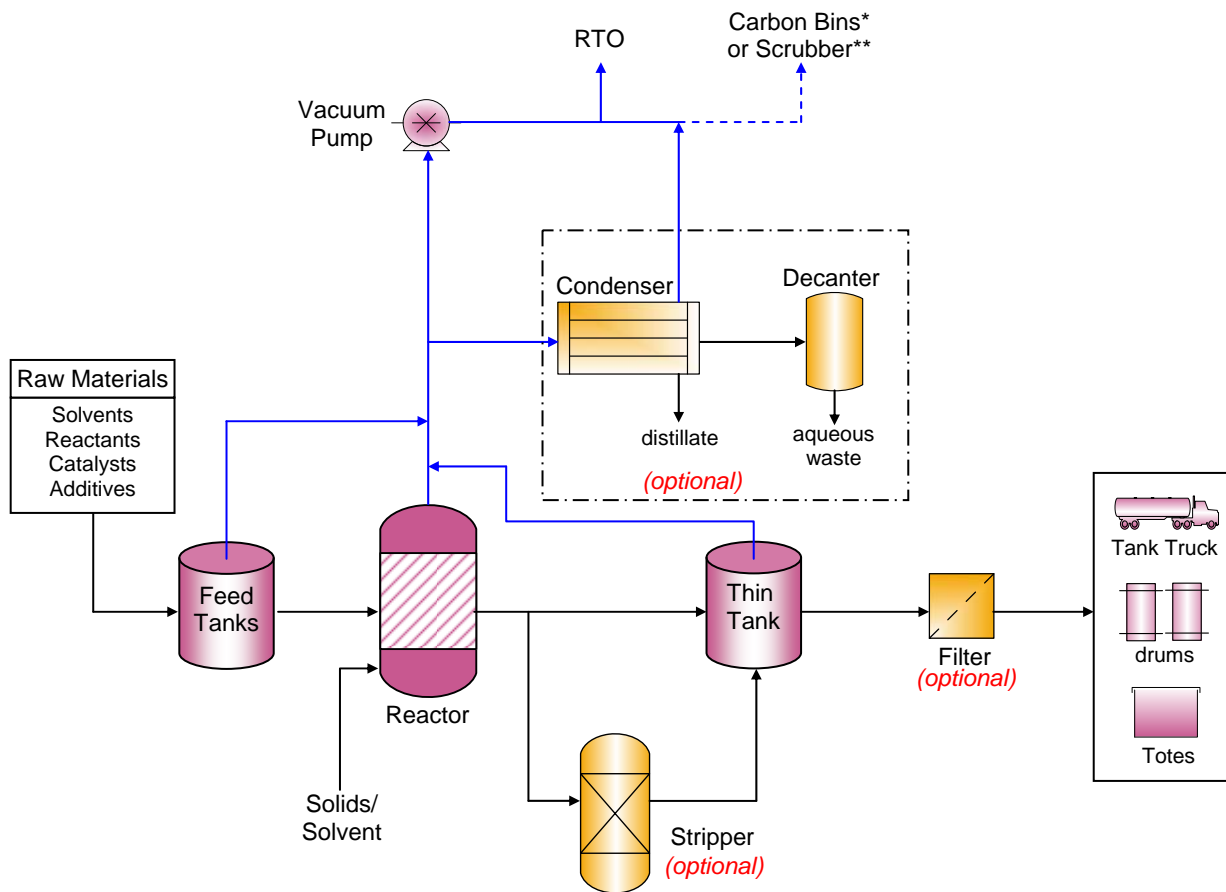 RTO
Carbon Bins*
or Scrubber**
Vacuum
Pump
Condenser
Decanter
distillate
aqueous
waste
(optional)
Raw Materials
Solvents
Reactants
Catalysts
Additives
Feed
Tanks
Reactor
Solids/
Solvent
Stripper
(optional)
Thin
Tank
Filter
(optional)
Tank Truck
drums
Totes